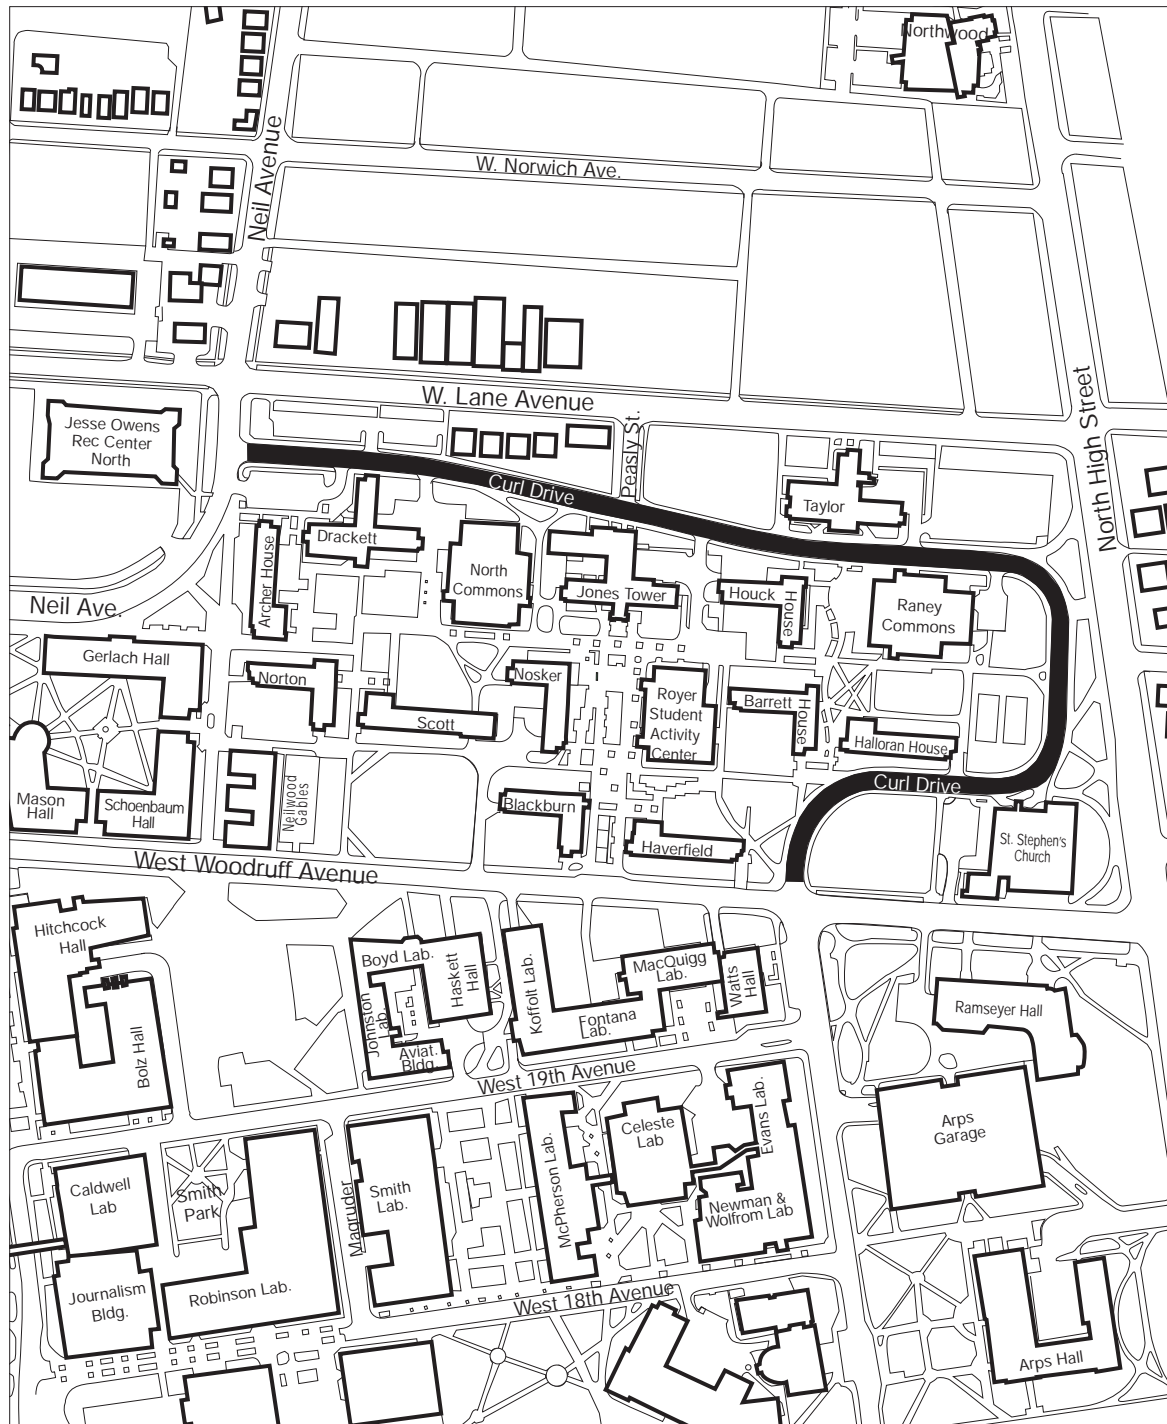 Northwood
W. Norwich Ave.
Neil Avenue
W. Lane Avenue
North High Street
Peasly St.
Jesse Owens
Rec Center
North
Curl Drive
Taylor
Drackett
Archer House
North
Commons
Jones Tower
Houck
House
Raney
Commons
Neil Ave.
Gerlach Hall
Norton
Scott
Nosker
Royer
Student
Activity
Center
Barrett
House
Halloran House
Curl Drive
Mason
Hall
Schoenbaum
Hall
Neilwood
Gables
Blackburn
Haverfield
St. Stephen's
Church
West Woodruff Avenue
Hitchcock
Hall
Boyd Lab.
Haskett
Hall
Koffolt Lab.
MacQuigg
Lab.
Watts
Hall
Fontana
Lab.
Johnston
Lab.
Aviat.
Bldg.
Bolz Hall
Ramseyer Hall
West 19th Avenue
Arps
Garage
Celeste
Lab
Evans Lab.
McPherson Lab.
Newman &
Wolfrom Lab
Caldwell
Lab
Smith
Park
Magruder
Smith
Lab.
Journalism
Bldg.
Robinson Lab.
West 18th Avenue
Arps Hall